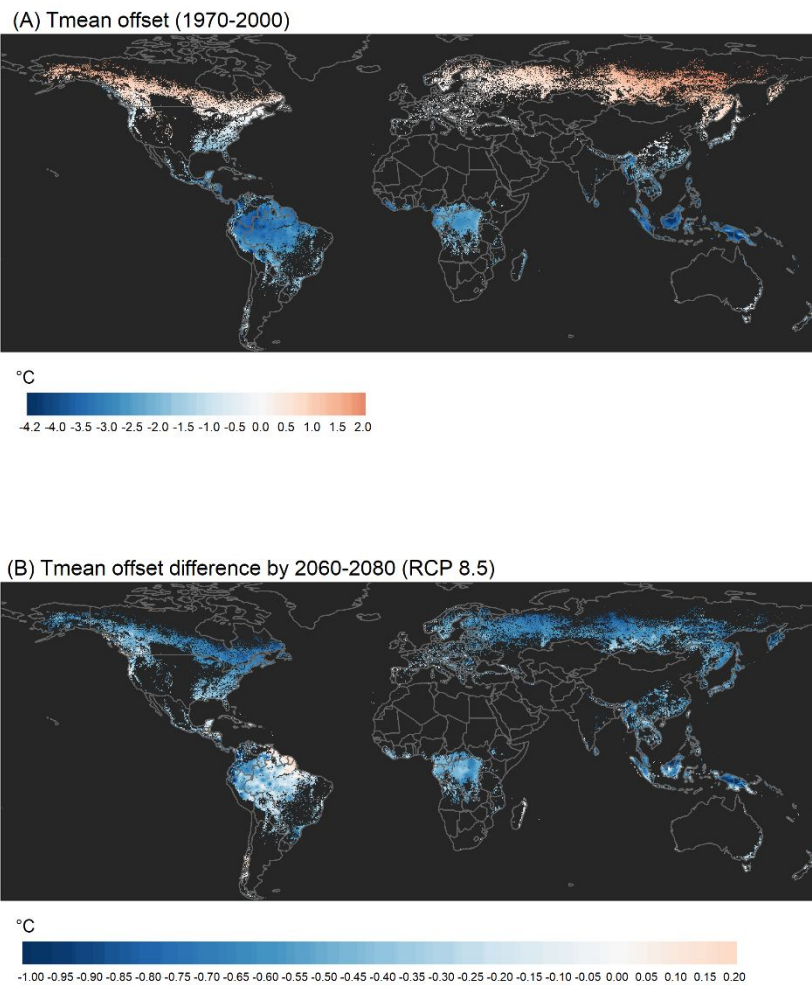 (A) Tmean offset (1970-2000)
°C
-4.2 -4.0 -3.5 -3.0 -2.5 -2.0 -1.5 -1.0 -0.5 0.0 0.5 1.0 1.5 2.0
(B) Tmean offset difference by 2060-2080 (RCP 8.5)
°C
-1.00 -0.95 -0.90 -0.85 -0.80 -0.75 -0.70 -0.65 -0.60 -0.55 -0.50 -0.45 -0.40 -0.35 -0.30 -0.25 -0.20 -0.15 -0.10 -0.05 0.00 0.05 0.10 0.15 0.20